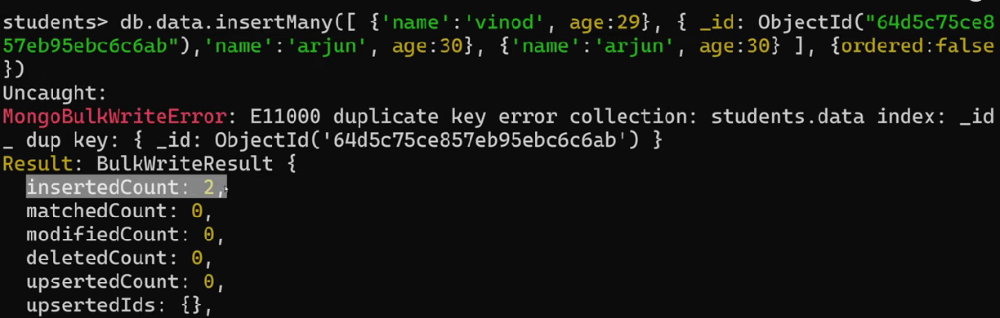 students> db.data.insertMany([ {'name':'vinod', age:29}, { _id: ObjectId("64d5c75ce8
57eb95ebc6c6ab"),'name':'arjun', age:30}, {'name':'arjun', age:30} ], {ordered:false
})
Uncaught:
MongoBulkWriteError: E11000 duplicate key error collection: students.data index: _id
_ dup key: { _id: ObjectId('64d5c75ce857eb95ebc6c6ab') }
Result: BulkWriteResult {
  insertedCount: 2,
  matchedCount: 0,
  modifiedCount: 0,
  deletedCount: 0,
  upsertedCount: 0,
  upsertedIds: {},